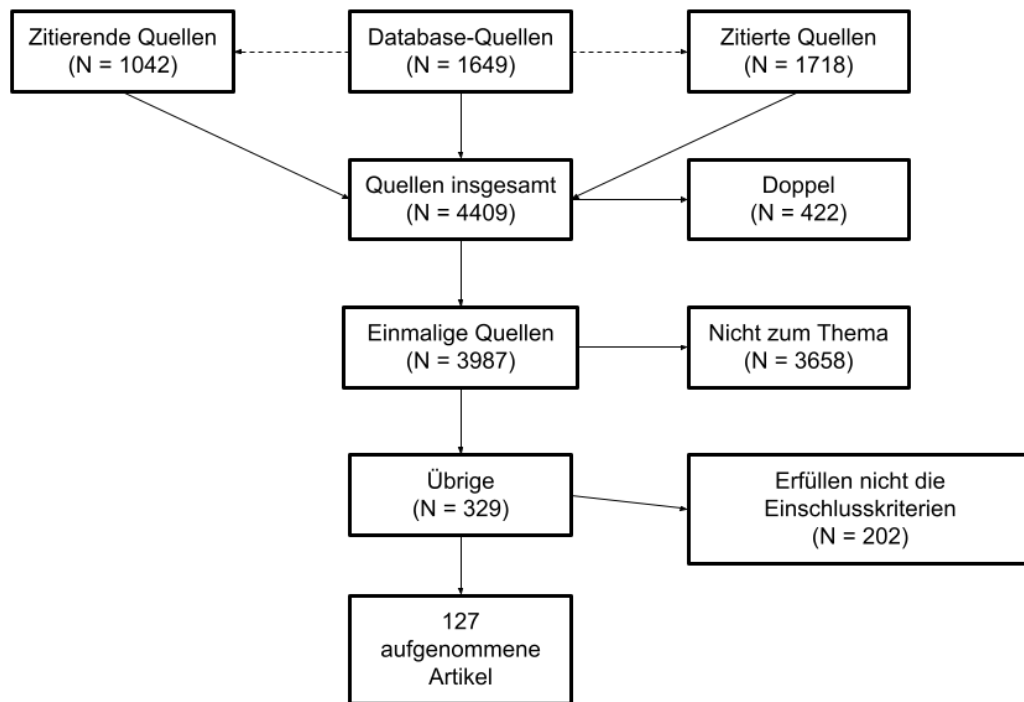 Zitierende Quellen
(N = 1042)
Database-Quellen
(N = 1649)
Zitierte Quellen
(N = 1718)
Quellen insgesamt
(N = 4409)
Doppel
(N = 422)
Einmalige Quellen
(N = 3987)
Nicht zum Thema
(N = 3658)
Übrige
(N = 329)
Erfüllen nicht die
Einschlusskriterien
(N = 202)
127
aufgenommene
Artikel